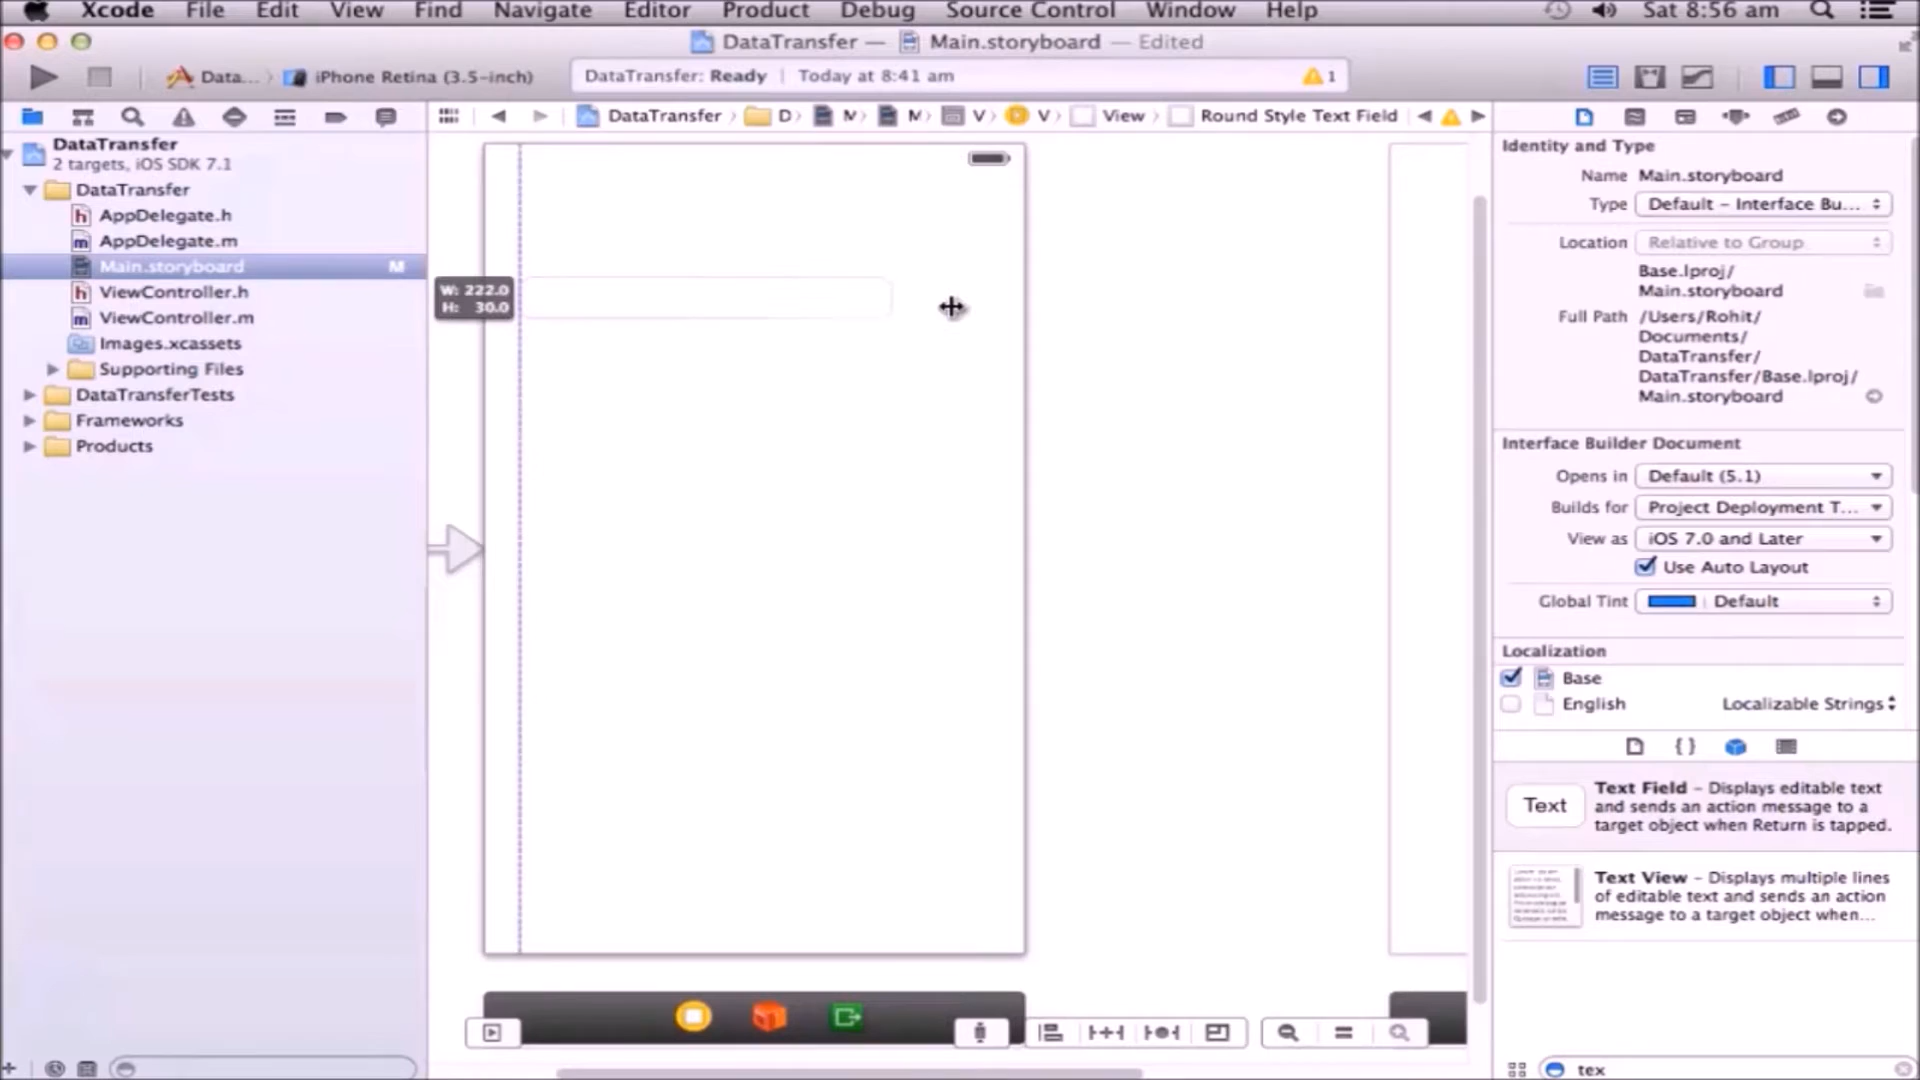 Xcode File Edit View Find Navigate Editor Product Debug Source Control Window Help Sat 8:56 am
DataTransfer — Main.storyboard — Edited
Data... iPhone Retina (3.5-inch) DataTransfer: Ready Today at 8:41 am 1
DataTransfer D M M V V View Round Style Text Field
DataTransfer
2 targets, iOS SDK 7.1
DataTransfer
h AppDelegate.h
m AppDelegate.m
Main.storyboard M
h ViewController.h
m ViewController.m
Images.xcassets
Supporting Files
DataTransferTests
Frameworks
Products
W: 222.0
H: 30.0
Identity and Type
Name Main.storyboard
Type Default - Interface Bu...
Location Relative to Group
Base.lproj/
Main.storyboard
Full Path /Users/Rohit/
Documents/
DataTransfer/
DataTransfer/Base.lproj/
Main.storyboard
Interface Builder Document
Opens in Default (5.1)
Builds for Project Deployment T...
View as iOS 7.0 and Later
Use Auto Layout
Global Tint Default
Localization
Base
English Localizable Strings
Text
Text Field - Displays editable text
and sends an action message to a
target object when Return is tapped.
Text View - Displays multiple lines
of editable text and sends an action
message to a target object when...
tex